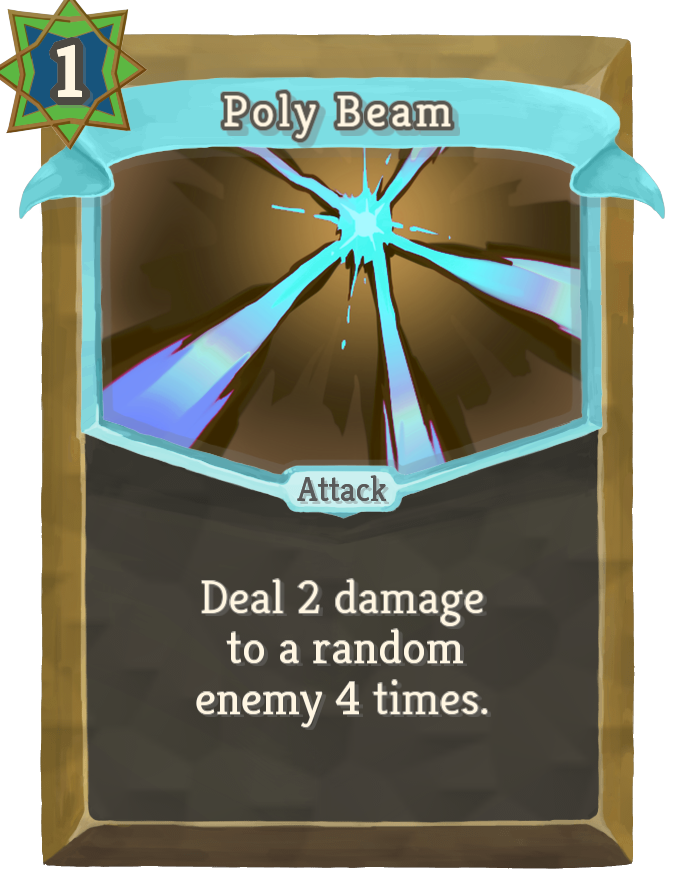 1
Poly Beam
Attack
Deal 2 damage
to a random
enemy 4 times.